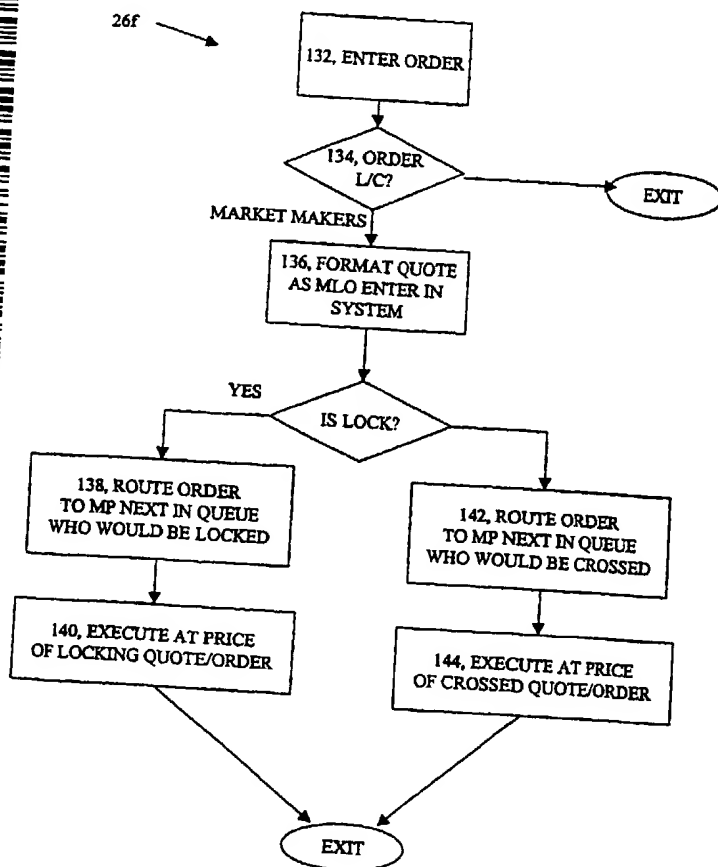 26f
132, ENTER ORDER
134, ORDER
L/C?
EXIT
MARKET MAKERS
136, FORMAT QUOTE
AS MLO ENTER IN
SYSTEM
YES
IS LOCK?
138, ROUTE ORDER
TO MP NEXT IN QUEUE
WHO WOULD BE LOCKED
142, ROUTE ORDER
TO MP NEXT IN QUEUE
WHO WOULD BE CROSSED
140, EXECUTE AT PRICE
OF LOCKING QUOTE/ORDER
144, EXECUTE AT PRICE
OF CROSSED QUOTE/ORDER
EXIT